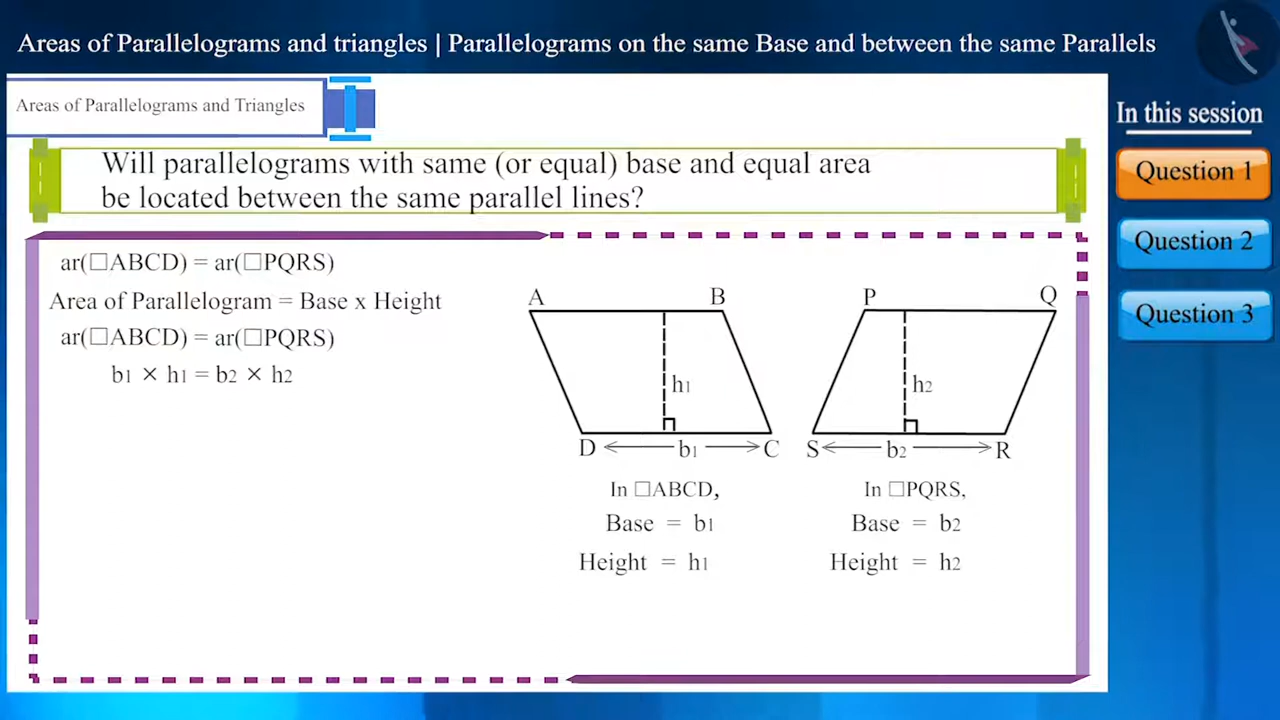 Areas of Parallelograms and triangles | Parallelograms on the same Base and between the same Parallels
Areas of Parallelograms and Triangles
In this session
Question 1
Question 2
Question 3
Will parallelograms with same (or equal) base and equal area
be located between the same parallel lines?
ar(□ABCD) = ar(□PQRS)
Area of Parallelogram = Base x Height
ar(□ABCD) = ar(□PQRS)
b1 × h1 = b2 × h2
A B P Q
h1 h2
D b1 C S b2 R
In □ABCD, In □PQRS,
Base = b1 Base = b2
Height = h1 Height = h2